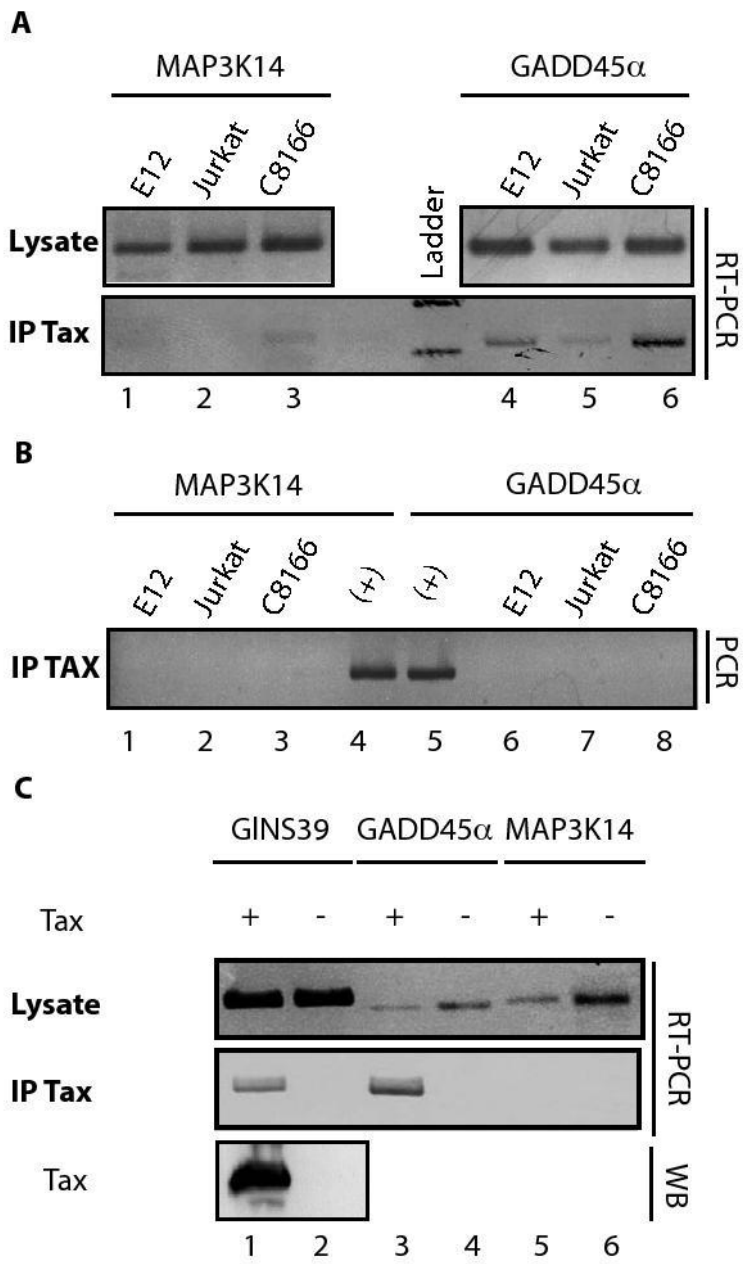 A
MAP3K14 GADD45α
E12 Jurkat C8166 Ladder E12 Jurkat C8166
Lysate
IP Tax
RT-PCR
1 2 3 4 5 6
B
MAP3K14 GADD45α
E12 Jurkat C8166 (+) (+) E12 Jurkat C8166
IP TAX
PCR
1 2 3 4 5 6 7 8
C
GINS39 GADD45α MAP3K14
Tax + - + - + -
Lysate
IP Tax
RT-PCR
Tax
WB
1 2 3 4 5 6